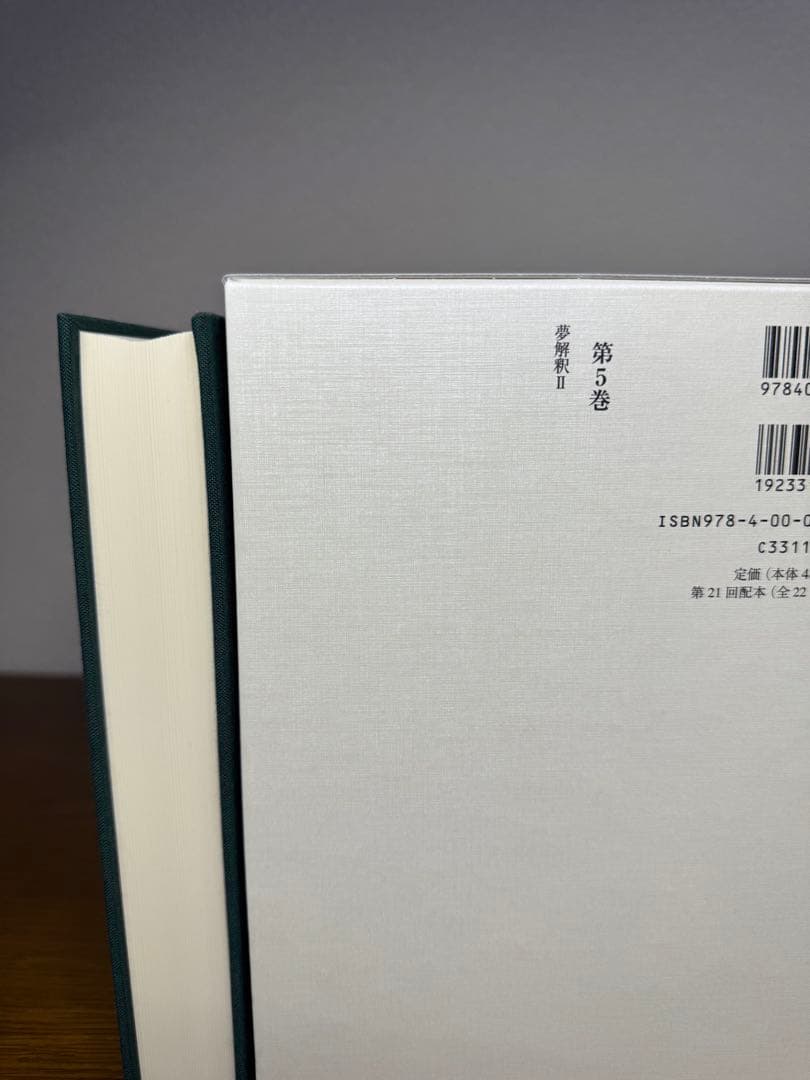 第5巻
夢解釈II
97840
19233
ISBN978-4-00-0
C3311
定価（本体4
第21回配本（全22